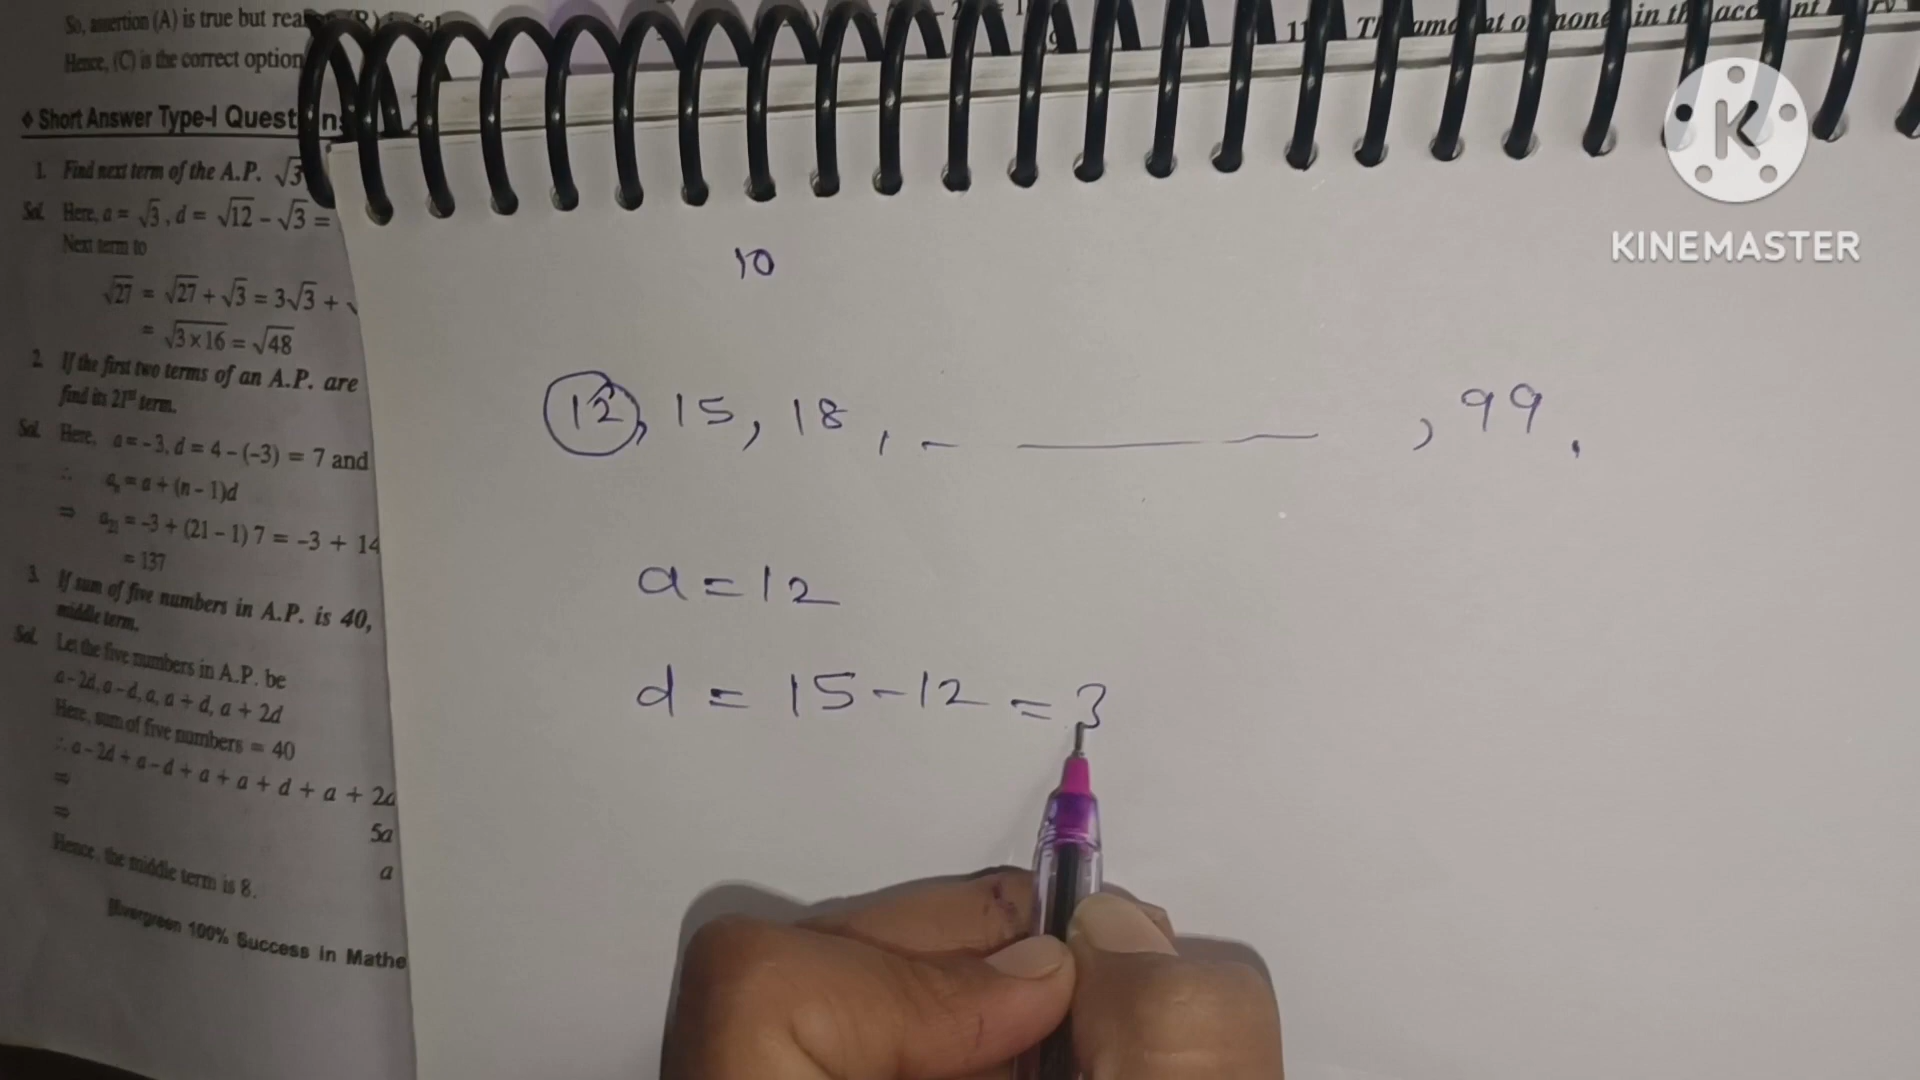 So, assertion (A) is true but
Hence, (C) is the correct option
❖ Short Answer Type-I Quest ns
1. Find next term of the A.P. √3
Sol. Here, a = √3, d = √12 - √3 =
Next term to
√27 = √27 + √3 = 3√3 +
= √3×16 = √48
2. If the first two terms of an A.P. are
find its 21st term.
Sol. Here, a = -3, d = 4 - (-3) = 7 and
∴ aₙ = a + (n - 1)d
⇒ a₂₁ = -3 + (21 - 1) 7 = -3 + 14
= 137
3. If sum of five numbers in A.P. is 40,
middle term.
Sol. Let the five numbers in A.P. be
a - 2d, a - d, a, a + d, a + 2d
Here, sum of five numbers = 40
∴ a - 2d + a - d + a + a + d + a + 2d
⇒ 5a
⇒ a
Hence, the middle term is 8.
Evergreen 100% Success in Mathe
11 in
K
KINEMASTER
10
12, 15, 18, - ——— , 99.
a = 12
d = 15 - 12 = 3